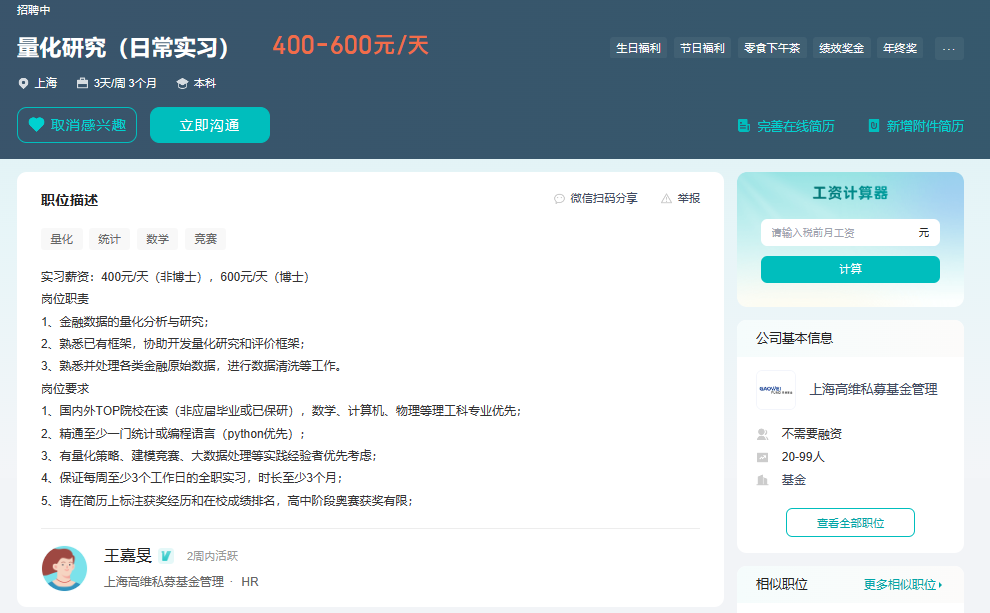 招聘中
量化研究（日常实习） 400-600元/天
生日福利 节日福利 零食下午茶 绩效奖金 年终奖 ...
上海 3天/周 3个月 本科
取消感兴趣 立即沟通
完善在线简历 新增附件简历
职位描述
微信扫码分享 举报
量化 统计 数学 竞赛
实习薪资：400元/天（非博士），600元/天（博士）
岗位职责
1、金融数据的量化分析与研究；
2、熟悉已有框架，协助开发量化研究和评价框架；
3、熟悉并处理各类金融原始数据，进行数据清洗等工作。
岗位要求
1、国内外TOP院校在读（非应届毕业或已保研），数学、计算机、物理等理工科专业优先；
2、精通至少一门统计或编程语言（python优先）；
3、有量化策略、建模竞赛、大数据处理等实践经验者优先考虑；
4、保证每周至少3个工作日的全职实习，时长至少3个月；
5、请在简历上标注获奖经历和在校成绩排名，高中阶段奥赛获奖有限；
王嘉旻 2周内活跃
上海高维私募基金管理 · HR
工资计算器
请输入税前月工资 元
计算
公司基本信息
上海高维私募基金管理
不需要融资
20-99人
基金
查看全部职位
相似职位 更多相似职位